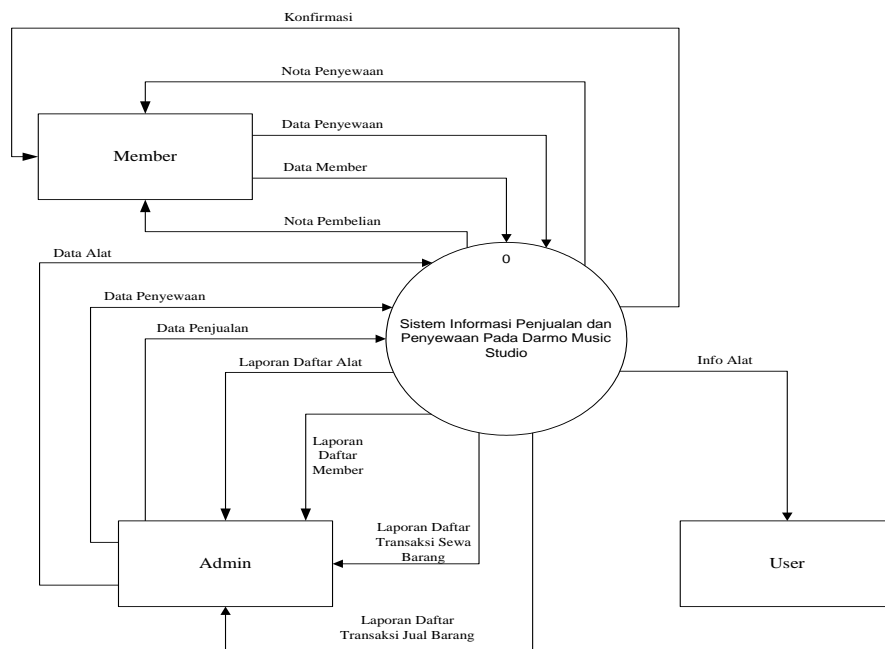 Konfirmasi
Nota Penyewaan
Data Penyewaan
Member
Data Member
Nota Pembelian
Data Alat
0
Data Penyewaan
Sistem Informasi Penjualan dan
Penyewaan Pada Darmo Music
Studio
Data Penjualan
Laporan Daftar Alat
Info Alat
Laporan
Daftar
Member
Laporan Daftar
Transaksi Sewa
Barang
Admin
User
Laporan Daftar
Transaksi Jual Barang